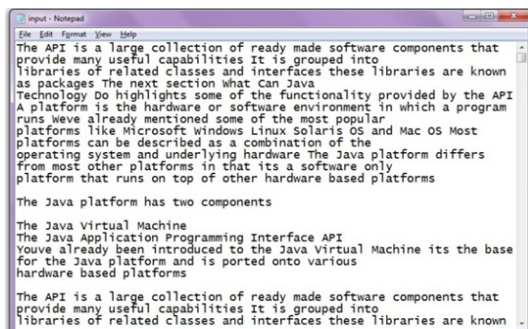 input - Notepad
File Edit Format View Help
The API is a large collection of ready made software components that
provide many useful capabilities It is grouped into
libraries of related classes and interfaces these libraries are known
as packages The next section What Can Java
Technology Do highlights some of the functionality provided by the API
A platform is the hardware or software environment in which a program
runs Weve already mentioned some of the most popular
platforms like Microsoft Windows Linux Solaris OS and Mac OS Most
platforms can be described as a combination of the
operating system and underlying hardware The Java platform differs
from most other platforms in that its a software only
platform that runs on top of other hardware based platforms
The Java platform has two components
The Java Virtual Machine
The Java Application Programming Interface API
Youve already been introduced to the Java Virtual Machine its the base
for the Java platform and is ported onto various
hardware based platforms
The API is a large collection of ready made software components that
provide many useful capabilities It is grouped into
libraries of related classes and interfaces these libraries are known